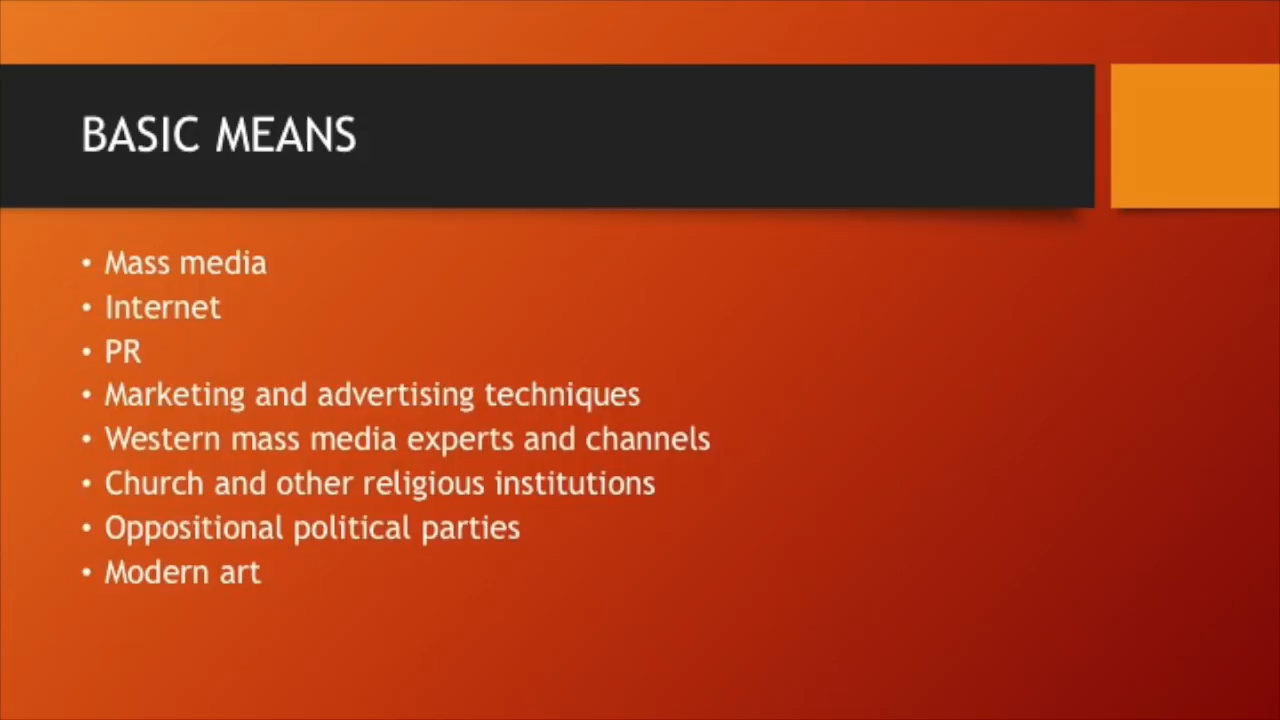 BASIC MEANS
• Mass media
• Internet
• PR
• Marketing and advertising techniques
• Western mass media experts and channels
• Church and other religious institutions
• Oppositional political parties
• Modern art